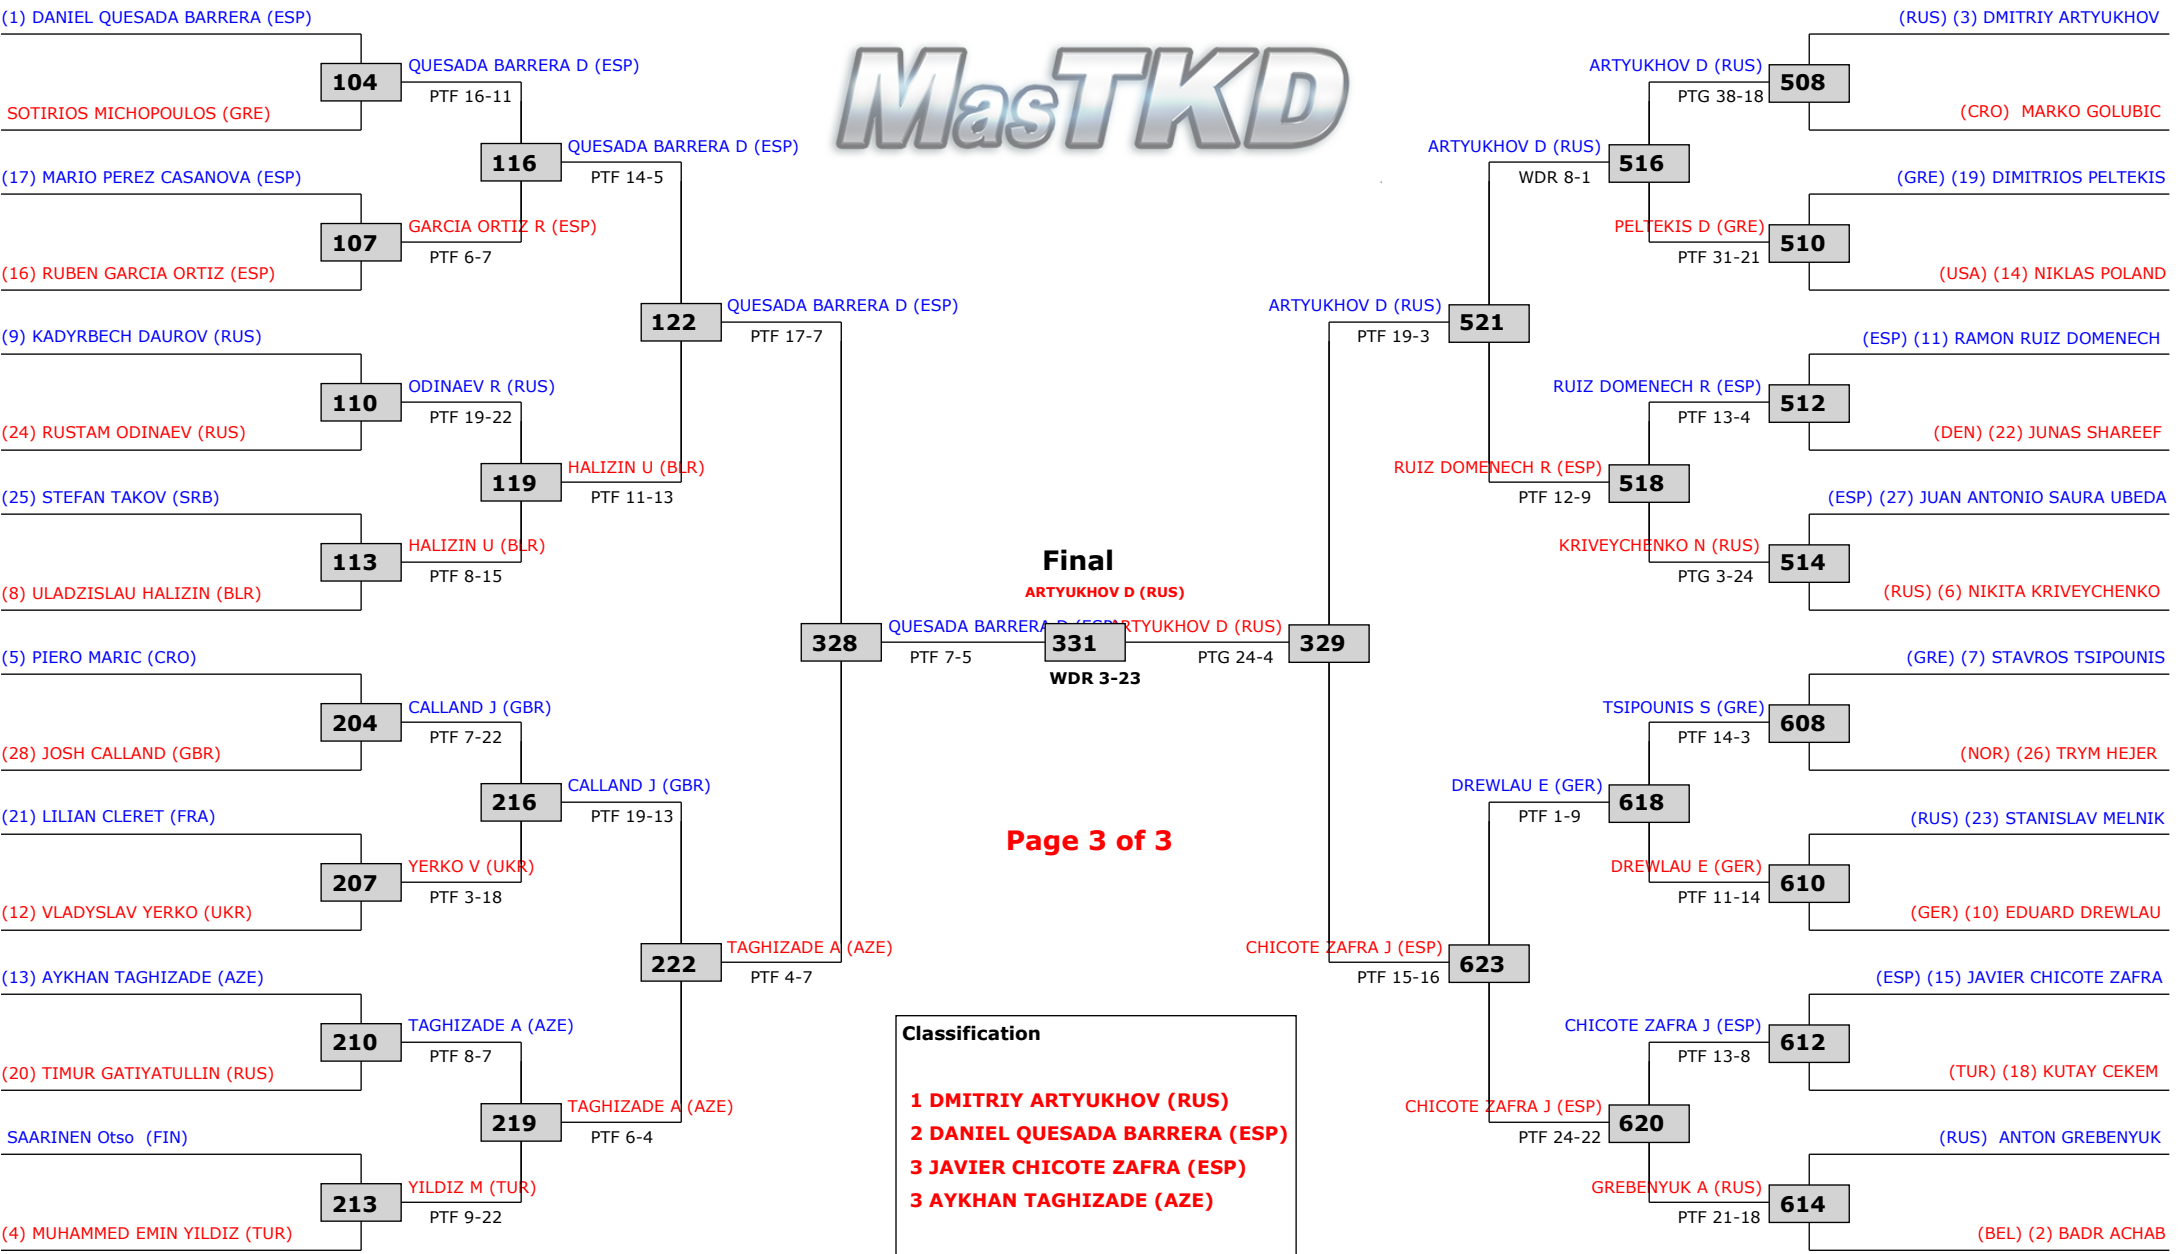 (1) DANIEL QUESADA BARRERA (ESP)
104
QUESADA BARRERA D (ESP)
PTF 16-11
SOTIRIOS MICHOPOULOS (GRE)
116
QUESADA BARRERA D (ESP)
PTF 14-5
(17) MARIO PEREZ CASANOVA (ESP)
107
GARCIA ORTIZ R (ESP)
PTF 6-7
(16) RUBEN GARCIA ORTIZ (ESP)
122
QUESADA BARRERA D (ESP)
PTF 17-7
(9) KADYRBECH DAUROV (RUS)
110
ODINAEV R (RUS)
PTF 19-22
(24) RUSTAM ODINAEV (RUS)
119
HALIZIN U (BLR)
PTF 11-13
(25) STEFAN TAKOV (SRB)
113
HALIZIN U (BLR)
PTF 8-15
(8) ULADZISLAU HALIZIN (BLR)
328
QUESADA BARRERA D (ESP)
PTF 7-5
(5) PIERO MARIC (CRO)
204
CALLAND J (GBR)
PTF 7-22
(28) JOSH CALLAND (GBR)
216
CALLAND J (GBR)
PTF 19-13
(21) LILIAN CLERET (FRA)
207
YERKO V (UKR)
PTF 3-18
(12) VLADYSLAV YERKO (UKR)
222
TAGHIZADE A (AZE)
PTF 4-7
(13) AYKHAN TAGHIZADE (AZE)
210
TAGHIZADE A (AZE)
PTF 8-7
(20) TIMUR GATIYATULLIN (RUS)
219
TAGHIZADE A (AZE)
PTF 6-4
SAARINEN Otso (FIN)
213
YILDIZ M (TUR)
PTF 9-22
(4) MUHAMMED EMIN YILDIZ (TUR)
MasTKD
Final
ARTYUKHOV D (RUS)
331
WDR 3-23
Page 3 of 3
Classification
1 DMITRIY ARTYUKHOV (RUS)
2 DANIEL QUESADA BARRERA (ESP)
3 JAVIER CHICOTE ZAFRA (ESP)
3 AYKHAN TAGHIZADE (AZE)
(RUS) (3) DMITRIY ARTYUKHOV
ARTYUKHOV D (RUS)
PTG 38-18
508
(CRO) MARKO GOLUBIC
ARTYUKHOV D (RUS)
WDR 8-1
516
(GRE) (19) DIMITRIOS PELTEKIS
PELTEKIS D (GRE)
PTF 31-21
510
(USA) (14) NIKLAS POLAND
ARTYUKHOV D (RUS)
PTF 19-3
521
(ESP) (11) RAMON RUIZ DOMENECH
RUIZ DOMENECH R (ESP)
PTF 13-4
512
(DEN) (22) JUNAS SHAREEF
RUIZ DOMENECH R (ESP)
PTF 12-9
518
(ESP) (27) JUAN ANTONIO SAURA UBEDA
KRIVEYCHENKO N (RUS)
PTG 3-24
514
(RUS) (6) NIKITA KRIVEYCHENKO
ARTYUKHOV D (RUS)
PTG 24-4
329
(GRE) (7) STAVROS TSIPOUNIS
TSIPOUNIS S (GRE)
PTF 14-3
608
(NOR) (26) TRYM HEJER
DREWLAU E (GER)
PTF 1-9
618
(RUS) (23) STANISLAV MELNIK
DREWLAU E (GER)
PTF 11-14
610
(GER) (10) EDUARD DREWLAU
CHICOTE ZAFRA J (ESP)
PTF 15-16
623
(ESP) (15) JAVIER CHICOTE ZAFRA
CHICOTE ZAFRA J (ESP)
PTF 13-8
612
(TUR) (18) KUTAY CEKEM
CHICOTE ZAFRA J (ESP)
PTF 24-22
620
(RUS) ANTON GREBENYUK
GREBENYUK A (RUS)
PTF 21-18
614
(BEL) (2) BADR ACHAB